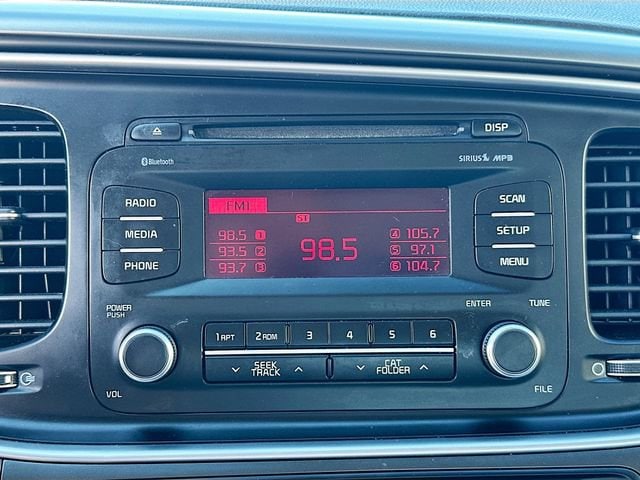 DISP
Bluetooth
SIRIUS MP3
RADIO
MEDIA
PHONE
FM1
ST
98.5 1
93.5 2
93.7 3
98.5
4 105.7
5 97.1
6 104.7
SCAN
SETUP
MENU
POWER
PUSH
VOL
1 RPT
2 RDM
3
4
5
6
SEEK
TRACK
CAT
FOLDER
ENTER
TUNE
FILE